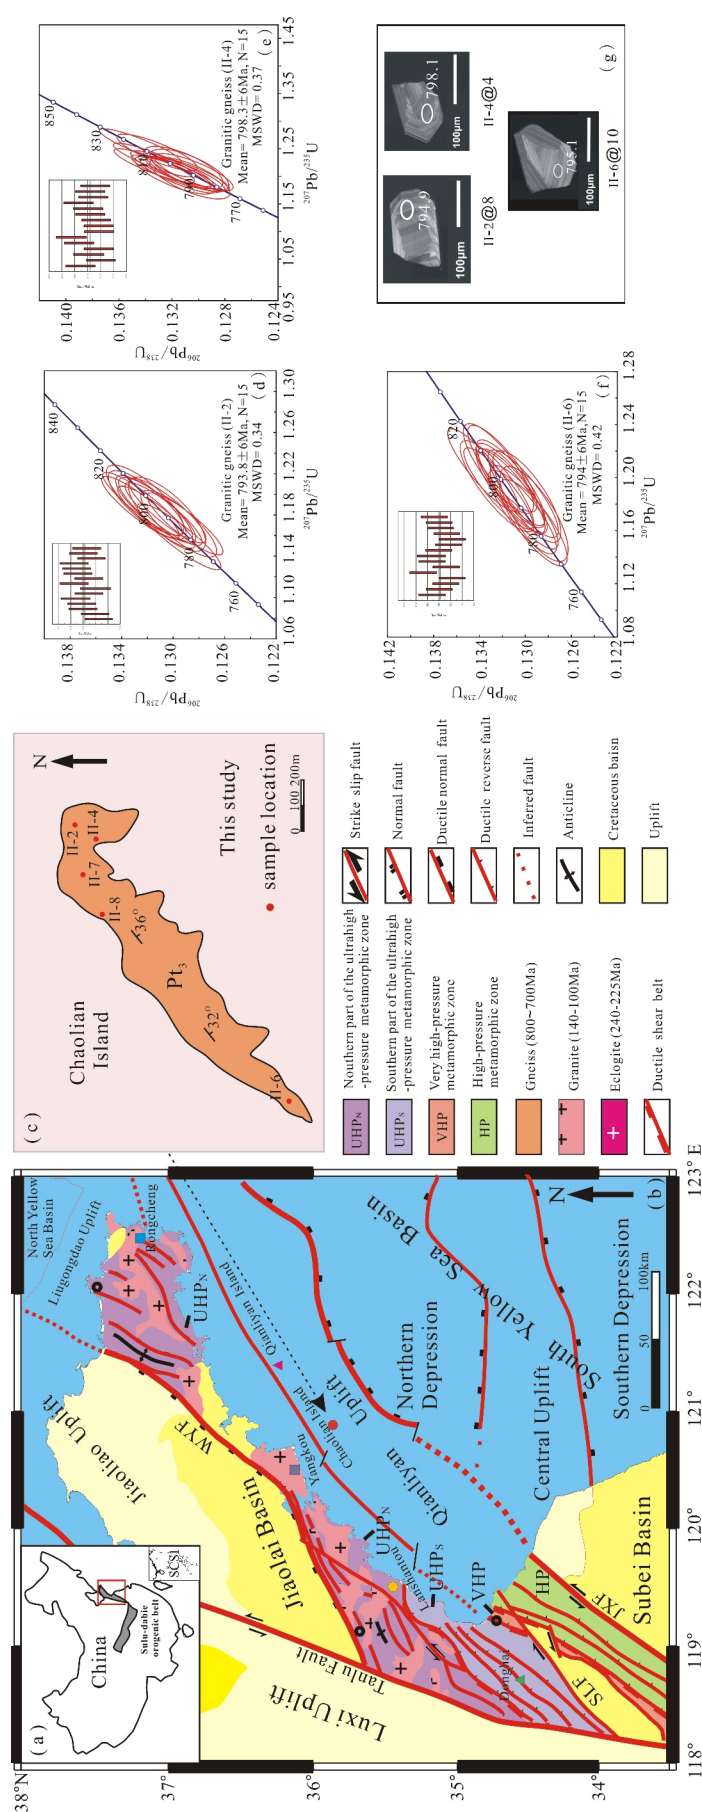 ( a )
China
Sulu-dabie
orogenic belt
SCSI
38°N
37°
36°
35°
34°
118°
119°
120°
121°
122°
123° E
North Yellow
Sea Basin
Liugongdao Uplift
Rongcheng
UHPN
Jiaoliao Uplift
WYF
Jiaolai Basin
Tanlu Fault
Luxi Uplift
Qianliyan Island
Chaolian Island
Yangkou
Qianliyan
Uplift
Northern
Depression
South Yellow Sea Basin
Central Uplift
Southern Depression
UHPN
Lanshantou
UHPS
VHP
Donghai
HP
SLF
JXF
Subei Basin
N
( b )
0 50 100km
( c )
Chaolian
Island
N
II-2
II-4
II-7
II-8
36°
Pt3
32°
II-6
This study
sample location
0 100 200m
UHPN
Nouthern part of the ultrahigh
-pressure metamorphic zone
UHPS
Southern part of the ultrahigh
-pressure metamorphic zone
VHP
Very high-pressure
metamorphic zone
HP
High-pressure
metamorphic zone
Gnciss (800~700Ma)
Granite (140-100Ma)
Eclogite (240-225Ma)
Ductile shear belt
Strike slip fault
Normal fault
Ductile normal fault
Ductile reverse fault
Inferred fault
Anticline
Cretaceous baisn
Uplift
206Pb/238U
0.138
0.134
0.130
0.126
0.122
840
820
800
780
760
( d )
Granitic gneiss (II-2)
Mean= 793.8±6Ma, N=15
MSWD= 0.34
1.06 1.10 1.14 1.18 1.22 1.26 1.30
207Pb/235U
206Pb/238U
0.140
0.136
0.132
0.128
0.124
850
830
810
790
770
( e )
Granitic gneiss (II-4)
Mean= 798.3±6Ma, N=15
MSWD= 0.37
0.95 1.05 1.15 1.25 1.35 1.45
207Pb/235U
206Pb/238U
0.142
0.138
0.134
0.130
0.126
0.122
820
800
780
760
( f )
Granitic gneiss (II-6)
Mean = 794±6Ma, N=15
MSWD= 0.42
1.08 1.12 1.16 1.20 1.24 1.28
207Pb/235U
794.9
100μm
II-2@8
798.1
100μm
II-4@4
795.1
100μm
II-6@10
( g )